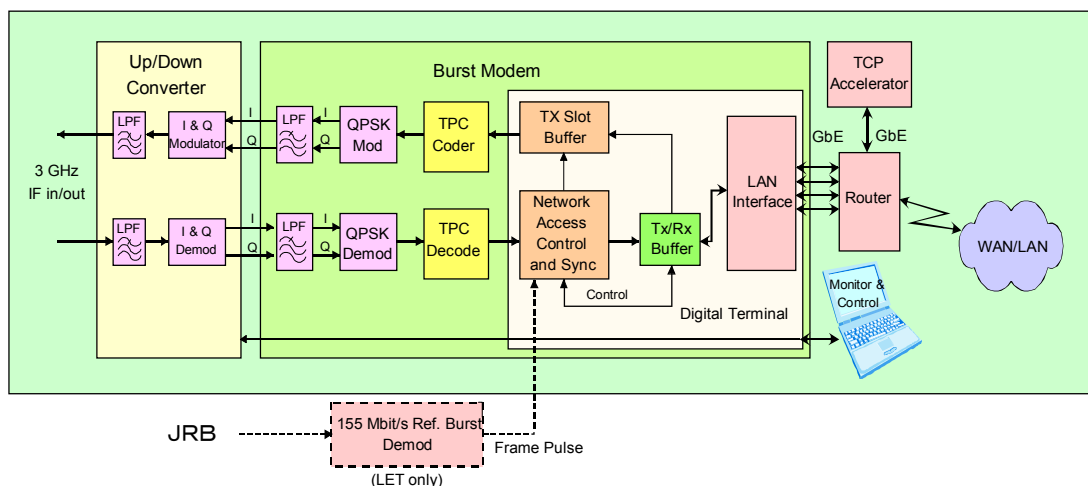 Up/Down
Converter
Burst Modem
TCP
Accelerator
LPF
I & Q
Modulator
I
Q
LPF
I
Q
QPSK
Mod
TPC
Coder
TX Slot
Buffer
GbE
GbE
3 GHz
IF in/out
LAN
Interface
Router
Network
Access
Control
and Sync
Tx/Rx
Buffer
LPF
I & Q
Demod
I
Q
LPF
I
Q
QPSK
Demod
TPC
Decode
WAN/LAN
Control
Digital Terminal
Monitor &
Control
JRB
155 Mbit/s Ref. Burst
Demod
Frame Pulse
(LET only)